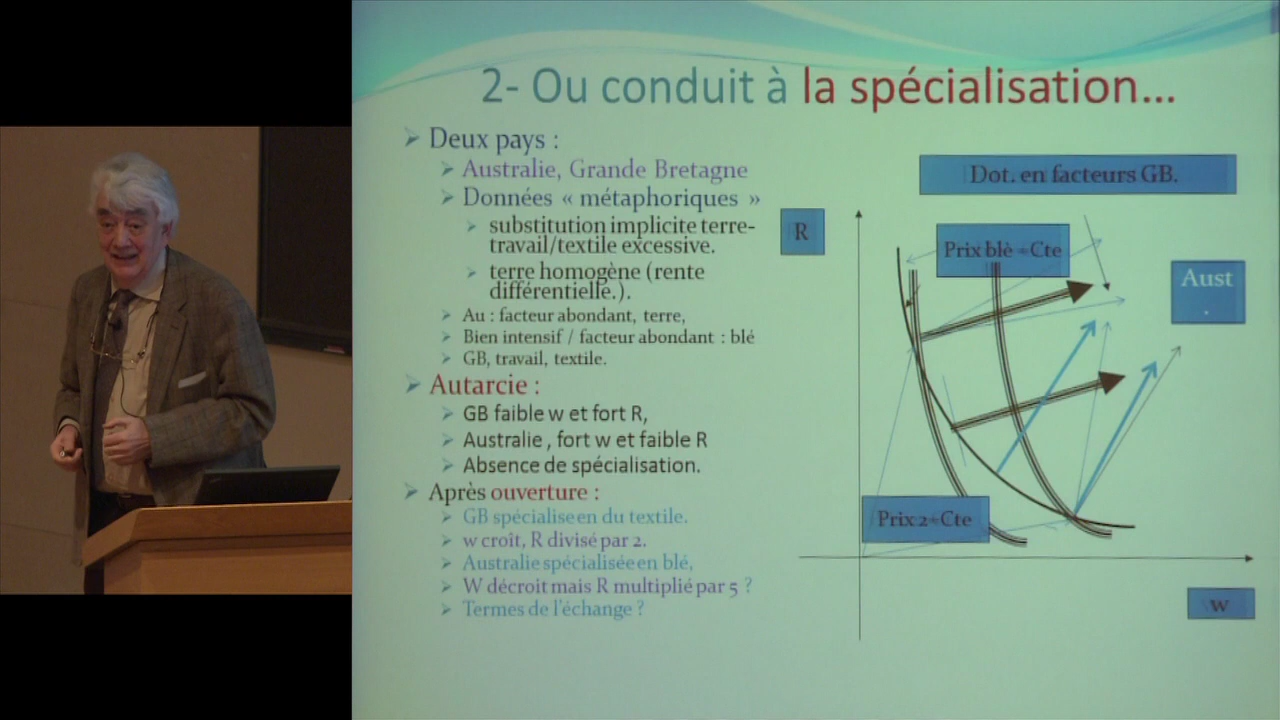 2- Ou conduit à la spécialisation...
Deux pays :
Australie, Grande Bretagne
Données « métaphoriques »
substitution implicite terre-
travail/textile excessive.
terre homogène (rente
différentielle.).
Au : facteur abondant, terre,
Bien intensif / facteur abondant : blé
GB, travail, textile.
Autarcie :
GB faible w et fort R,
Australie , fort w et faible R
Absence de spécialisation.
Après ouverture :
GB spécialise en du textile.
w croît, R divisé par 2.
Australie spécialisée en blé,
W décroit mais R multiplié par 5 ?
Termes de l'échange ?
Dot. en facteurs GB.
R
Prix blé =Cte
Aust
.
Prix 2=Cte
w